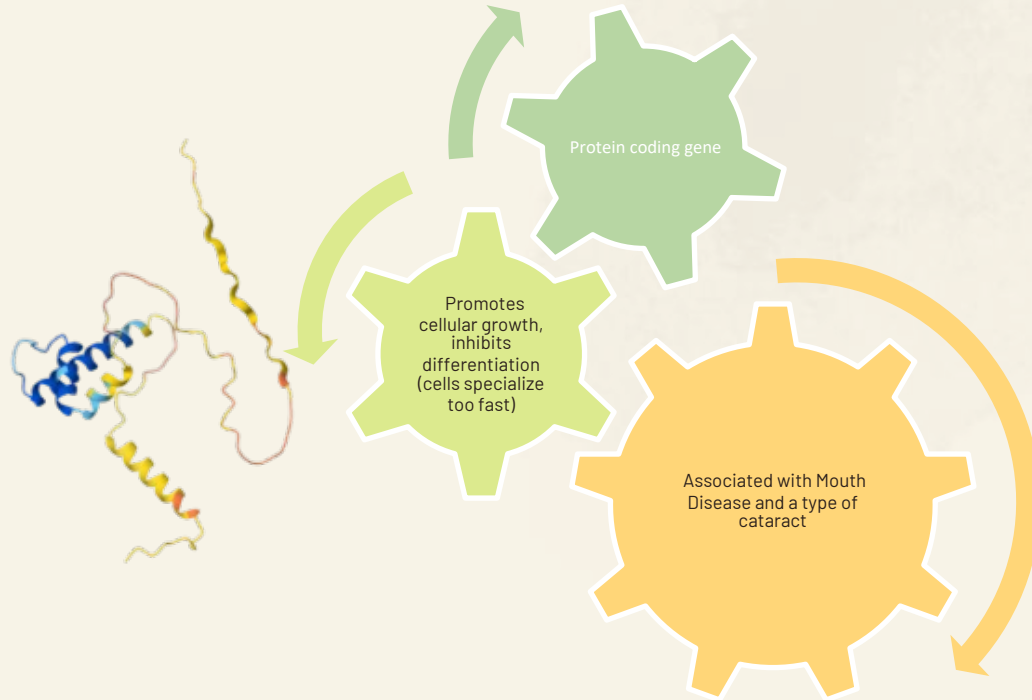 Protein coding gene
Promotes
cellular growth,
inhibits
differentiation
(cells specialize
too fast)
Associated with Mouth
Disease and a type of
cataract